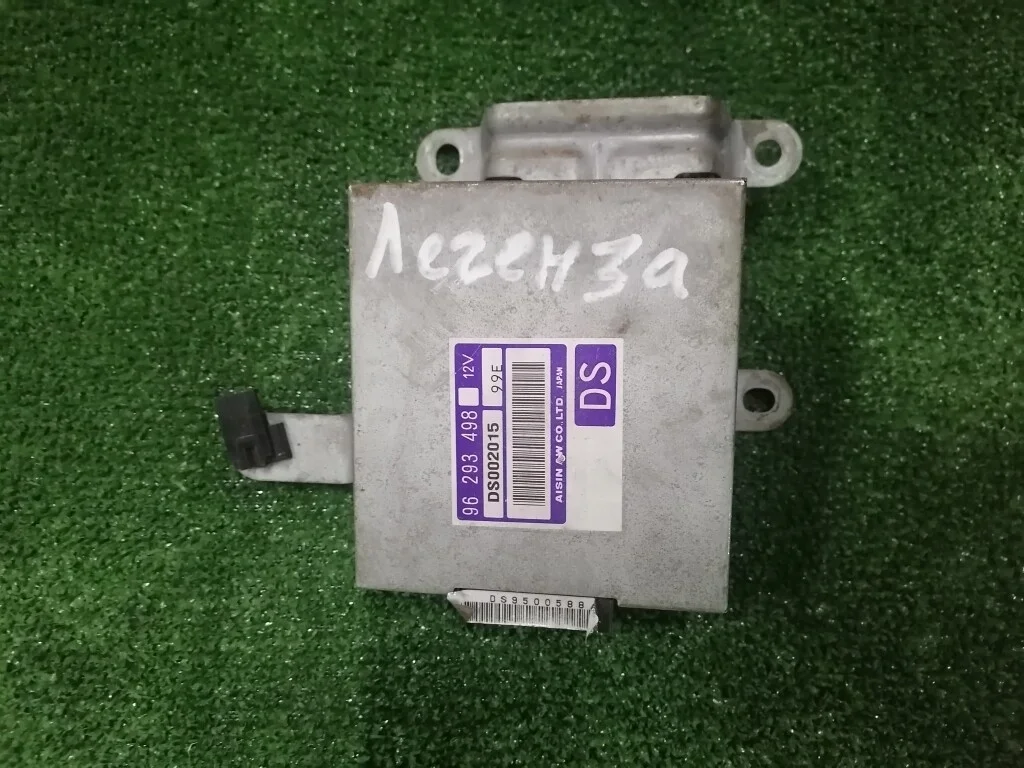 Легенза
96 293 498 12V
DS002015 99E
AISIN AW CO., LTD. JAPAN
DS
DS9500588